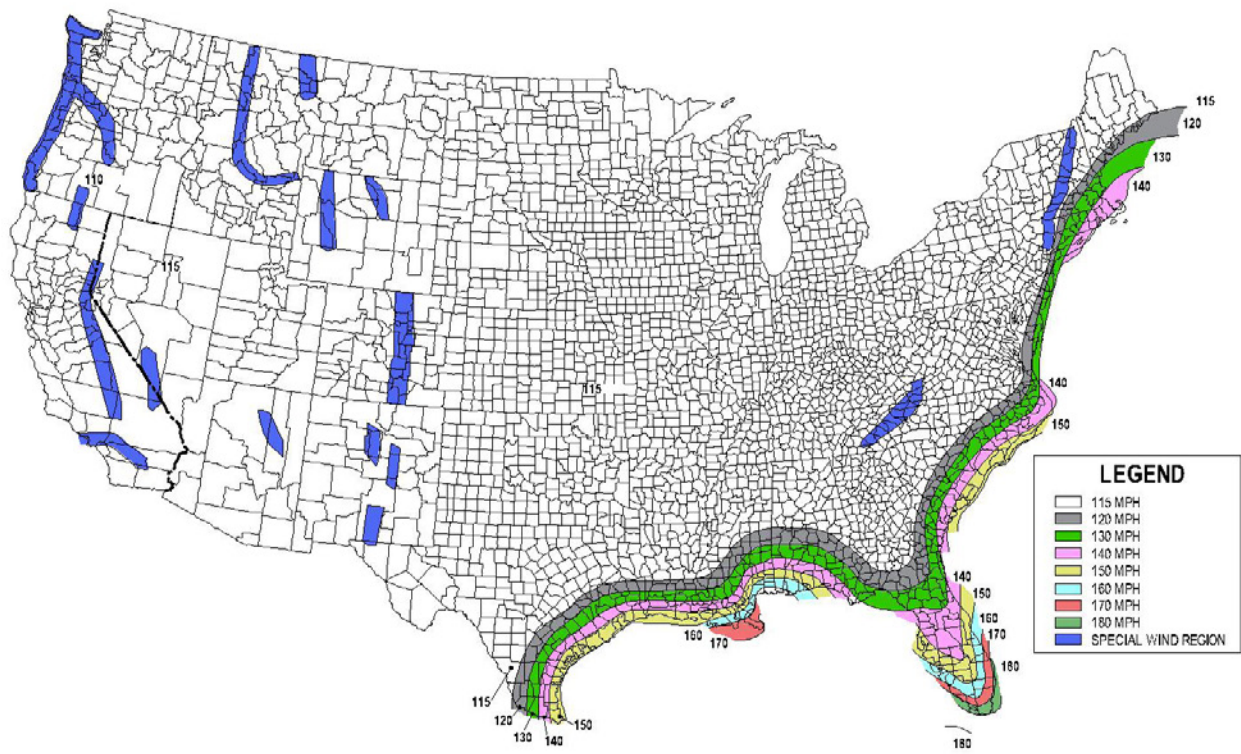 115
120
130
140
110
115
115
140
150
LEGEND
115 MPH
120 MPH
130 MPH
140 MPH
150 MPH
160 MPH
170 MPH
180 MPH
SPECIAL WIND REGION
140
150
160
170
160
170
180
115
120
130
140
150
180